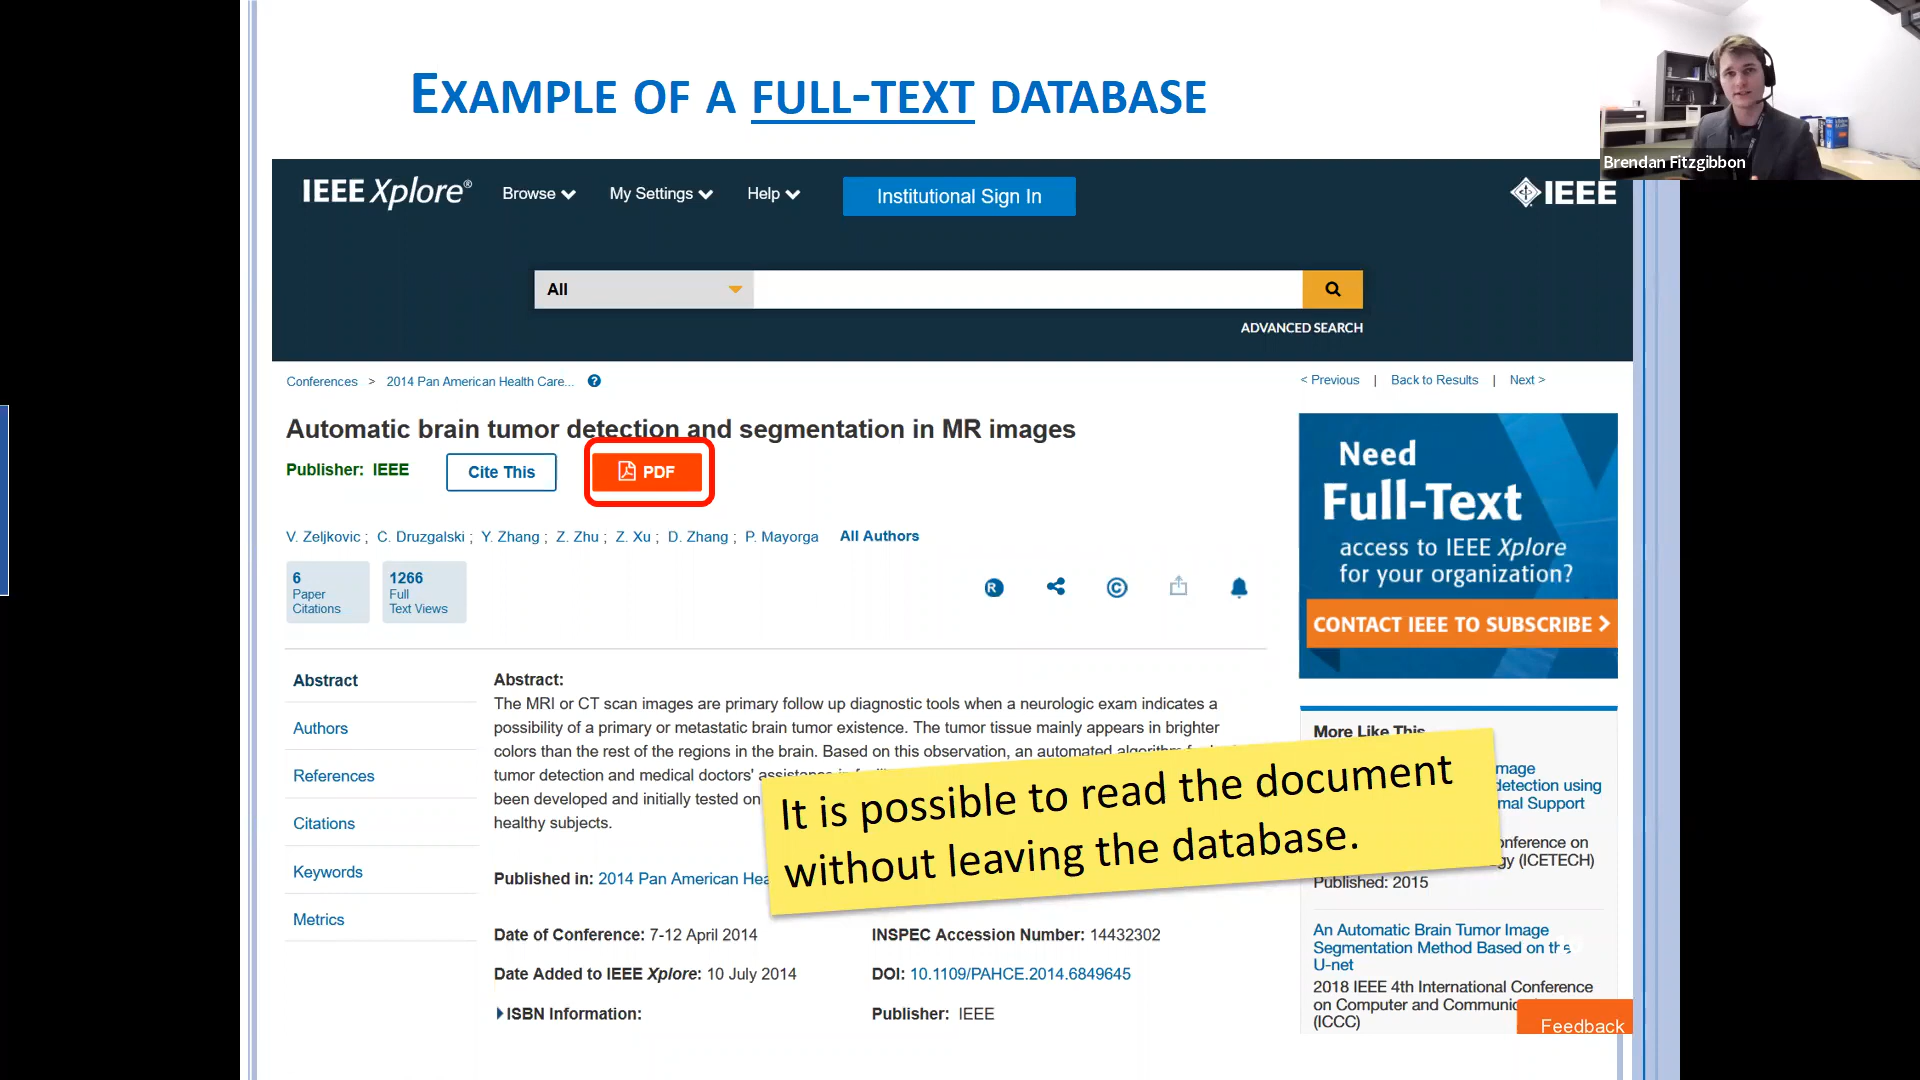 EXAMPLE OF A FULL-TEXT DATABASE
Brendan Fitzgibbon
IEEE Xplore® Browse My Settings Help Institutional Sign In IEEE
All
ADVANCED SEARCH
Conferences > 2014 Pan American Health Care... ?
< Previous | Back to Results | Next >
Automatic brain tumor detection and segmentation in MR images
Publisher: IEEE Cite This PDF
V. Zeljkovic ; C. Druzgalski ; Y. Zhang ; Z. Zhu ; Z. Xu ; D. Zhang ; P. Mayorga All Authors
6
Paper
Citations
1266
Full
Text Views
R
©
Need
Full-Text
access to IEEE Xplore
for your organization?
CONTACT IEEE TO SUBSCRIBE >
Abstract
Authors
References
Citations
Keywords
Metrics
Abstract:
The MRI or CT scan images are primary follow up diagnostic tools when a neurologic exam indicates a
possibility of a primary or metastatic brain tumor existence. The tumor tissue mainly appears in brighter
colors than the rest of the regions in the brain. Based on this observation, an automated algorithm
tumor detection and medical doctors' assistance in
been developed and initially tested on
healthy subjects.
It is possible to read the document
without leaving the database.
Published in: 2014 Pan American
Date of Conference: 7-12 April 2014
Date Added to IEEE Xplore: 10 July 2014
ISBN Information:
INSPEC Accession Number: 14432302
DOI: 10.1109/PAHCE.2014.6849645
Publisher: IEEE
More Like This
detection using
Support
(ICETECH)
Published: 2015
An Automatic Brain Tumor Image
Segmentation Method Based on the
U-net
2018 IEEE 4th International Conference
on Computer and
(ICCC)
Feedback